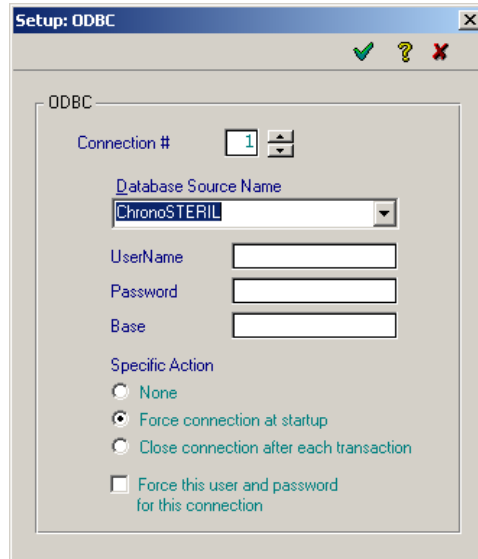 Setup: ODBC
ODBC
Connection # 1
Database Source Name
ChronoSTERIL
UserName
Password
Base
Specific Action
None
Force connection at startup
Close connection after each transaction
Force this user and password
for this connection